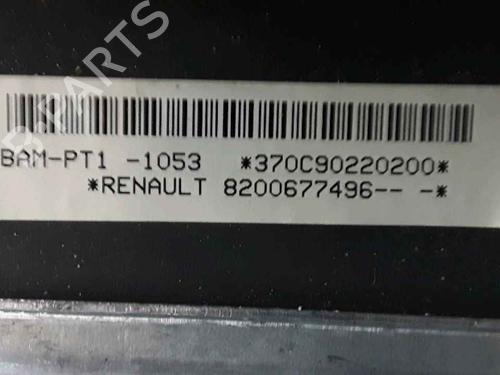 BAM-PT1 -1053 *370C90220200*
*RENAULT 8200677496-- -*